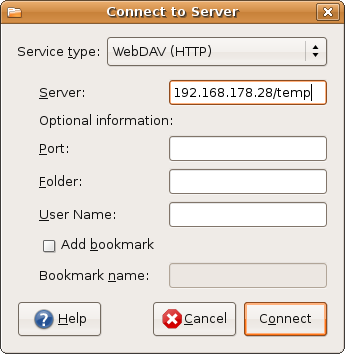 Connect to Server
Service type: WebDAV (HTTP)
Server: 192.168.178.28/temp
Optional information:
Port:
Folder:
User Name:
Add bookmark
Bookmark name:
Help Cancel Connect